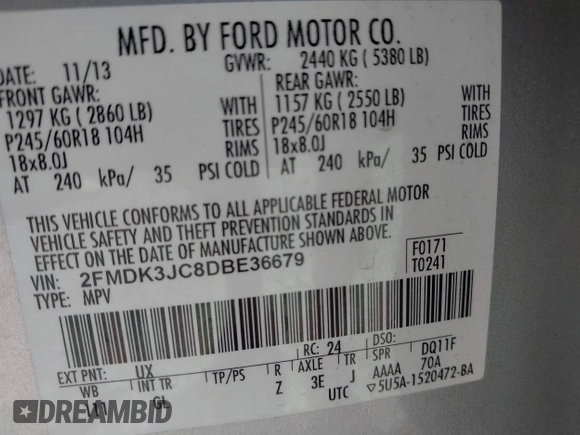 MFD. BY FORD MOTOR CO.
DATE: 11/13 GVWR: 2440 KG ( 5380 LB)
FRONT GAWR: REAR GAWR:
1297 KG ( 2860 LB) WITH 1157 KG ( 2550 LB) WITH
P245/60R18 104H TIRES P245/60R18 104H TIRES
18x8.0J RIMS 18x8.0J RIMS
AT 240 kPa/ 35 PSI COLD AT 240 kPa/ 35 PSI COLD
THIS VEHICLE CONFORMS TO ALL APPLICABLE FEDERAL MOTOR
VEHICLE SAFETY AND THEFT PREVENTION STANDARDS IN
EFFECT ON THE DATE OF MANUFACTURE SHOWN ABOVE.
VIN: 2FMDK3JC8DBE36679 F0171
TYPE: MPV T0241
EXT PNT: UX RC: 24 DSO:
WB INT TR TP/PS R AXLE TR SPR DQ11F
111 GL Z 3E J AAAA 70A
UTC ▽5U5A-1520472-BA
DREAMBID